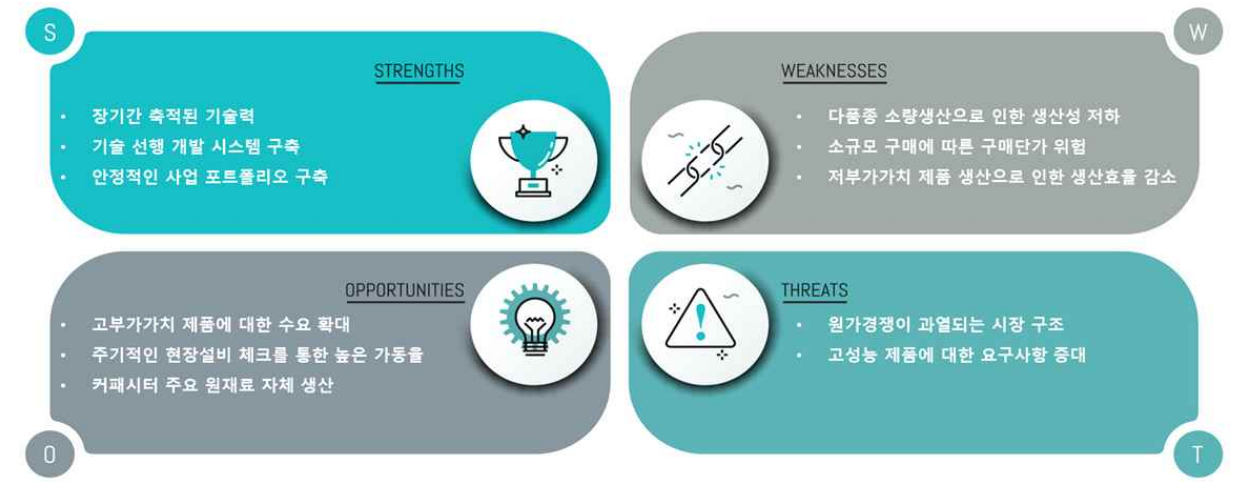 S
STRENGTHS
• 장기간 축적된 기술력
• 기술 선행 개발 시스템 구축
• 안정적인 사업 포트폴리오 구축
W
WEAKNESSES
• 다품종 소량생산으로 인한 생산성 저하
• 소규모 구매에 따른 구매단가 위험
• 저부가가치 제품 생산으로 인한 생산효율 감소
OPPORTUNITIES
• 고부가가치 제품에 대한 수요 확대
• 주기적인 현장설비 체크를 통한 높은 가동율
• 커패시터 주요 원재료 자체 생산
O
THREATS
• 원가경쟁이 과열되는 시장 구조
• 고성능 제품에 대한 요구사항 증대
T